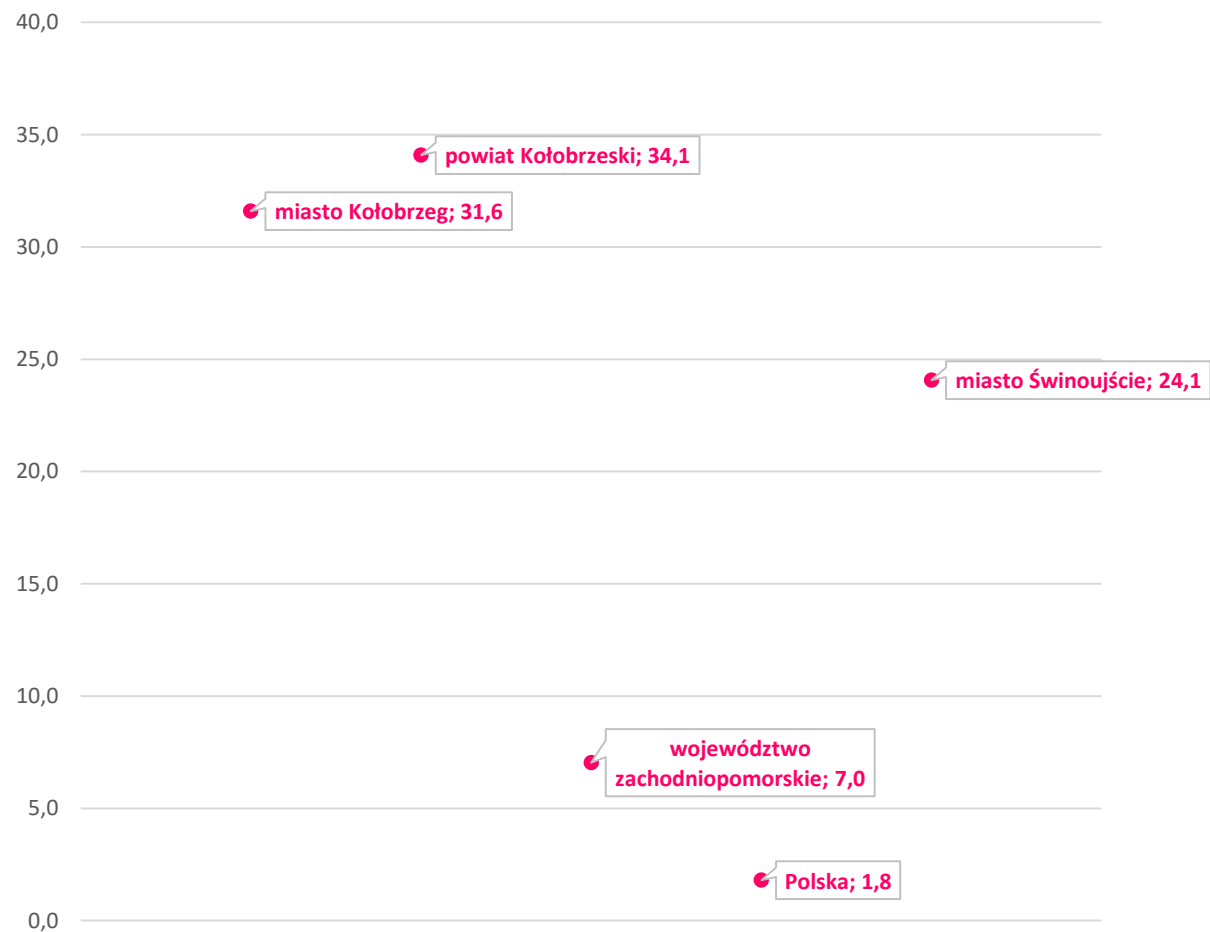 40,0
35,0
powiat Kołobrzeski; 34,1
miasto Kołobrzeg; 31,6
30,0
25,0
miasto Świnoujście; 24,1
20,0
15,0
10,0
województwo
zachodniopomorskie; 7,0
5,0
Polska; 1,8
0,0